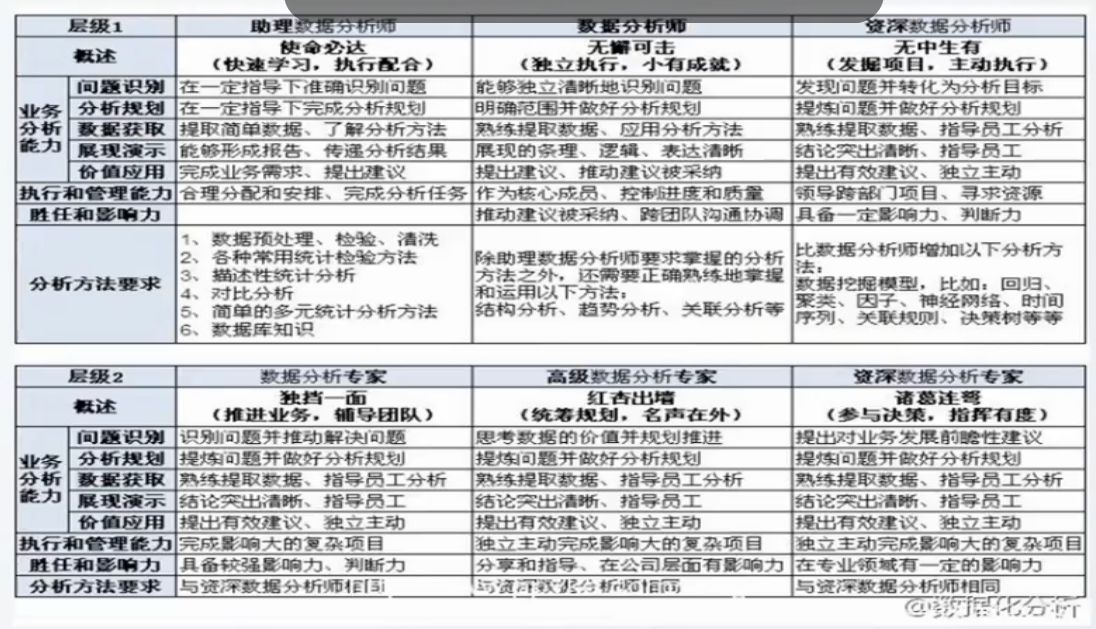 层级1 助理数据分析师 数据分析师 资深数据分析师
概述 使命必达 无懈可击 无中生有
（快速学习，执行配合） （独立执行，小有成就） （发掘项目，主动执行）
业务分析能力
问题识别 在一定指导下准确识别问题 能够独立清晰地识别问题 发现问题并转化为分析目标
分析规划 在一定指导下完成分析规划 明确范围并做好分析规划 提炼问题并做好分析规划
数据获取 提取简单数据、了解分析方法 熟练提取数据、应用分析方法 熟练提取数据、指导员工分析
展现演示 能够形成报告、传递分析结果 展现的条理、逻辑、表达清晰 结论突出清晰、指导员工
价值应用 完成业务需求、提出建议 提出建议、推动建议被采纳 提出有效建议、独立主动
执行和管理能力 合理分配和安排、完成分析任务 作为核心成员、控制进度和质量 领导跨部门项目、寻求资源
胜任和影响力 推动建议被采纳、跨团队沟通协调 具备一定影响力、判断力
分析方法要求
1、数据预处理、检验、清洗
2、各种常用统计检验方法
3、描述性统计分析
4、对比分析
5、简单的多元统计分析方法
6、数据库知识
除助理数据分析师要求掌握的分析
方法之外，还需要正确熟练地掌握
和运用以下方法：
结构分析、趋势分析、关联分析等
比数据分析师增加以下分析方
法：
数据挖掘模型，比如：回归、
聚类、因子、神经网络、时间
序列、关联规则、决策树等等
层级2 数据分析专家 高级数据分析专家 资深数据分析专家
概述 独挡一面 红杏出墙 诸葛连弩
（推进业务，辅导团队） （统筹规划，名声在外） （参与决策，指挥有度）
业务分析能力
问题识别 识别问题并推动解决问题 思考数据的价值并规划推进 提出对业务发展前瞻性建议
分析规划 提炼问题并做好分析规划 提炼问题并做好分析规划 提炼问题并做好分析规划
数据获取 熟练提取数据、指导员工分析 熟练提取数据、指导员工分析 熟练提取数据、指导员工分析
展现演示 结论突出清晰、指导员工 结论突出清晰、指导员工 结论突出清晰、指导员工
价值应用 提出有效建议、独立主动 提出有效建议、独立主动 提出有效建议、独立主动
执行和管理能力 完成影响大的复杂项目 独立主动完成影响大的复杂项目 独立主动完成影响大的复杂项目
胜任和影响力 具备较强影响力、判断力 分享和指导、在公司层面有影响力 在专业领域有一定的影响力
分析方法要求 与资深数据分析师相同 与资深数据分析师相同 与资深数据分析师相同
@数据化分析